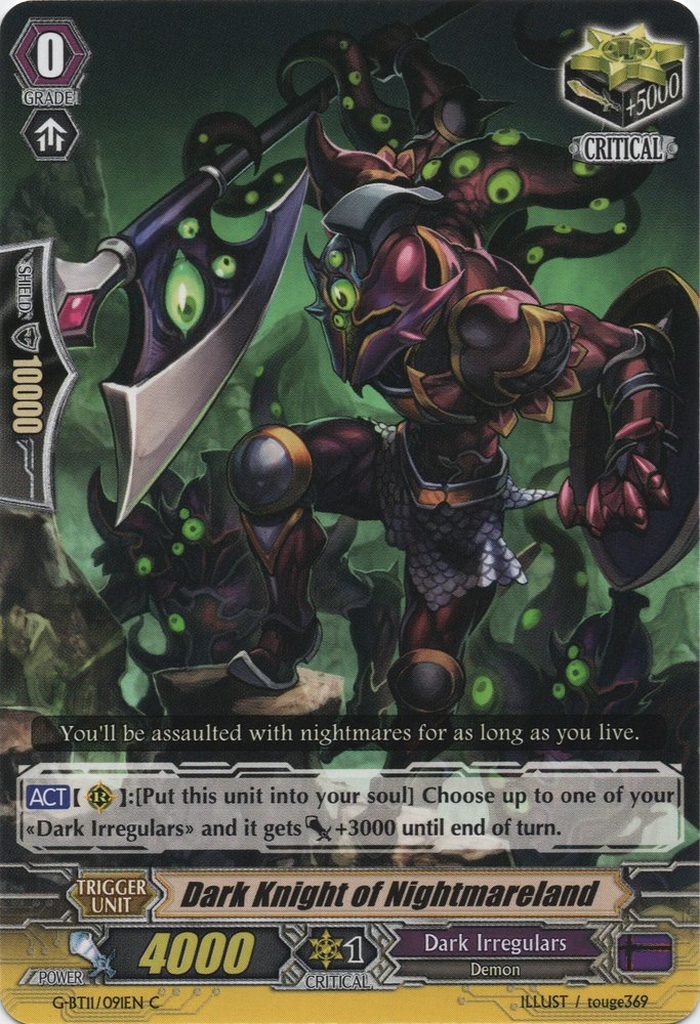 0
GRADE
+5000
CRITICAL
SHIELD
10000
You'll be assaulted with nightmares for as long as you live.
ACT【 R 】:[Put this unit into your soul] Choose up to one of your
«Dark Irregulars» and it gets +3000 until end of turn.
TRIGGER
UNIT
Dark Knight of Nightmareland
POWER
4000
1
CRITICAL
Dark Irregulars
Demon
G-BT11/091EN C
ILLUST / touge369